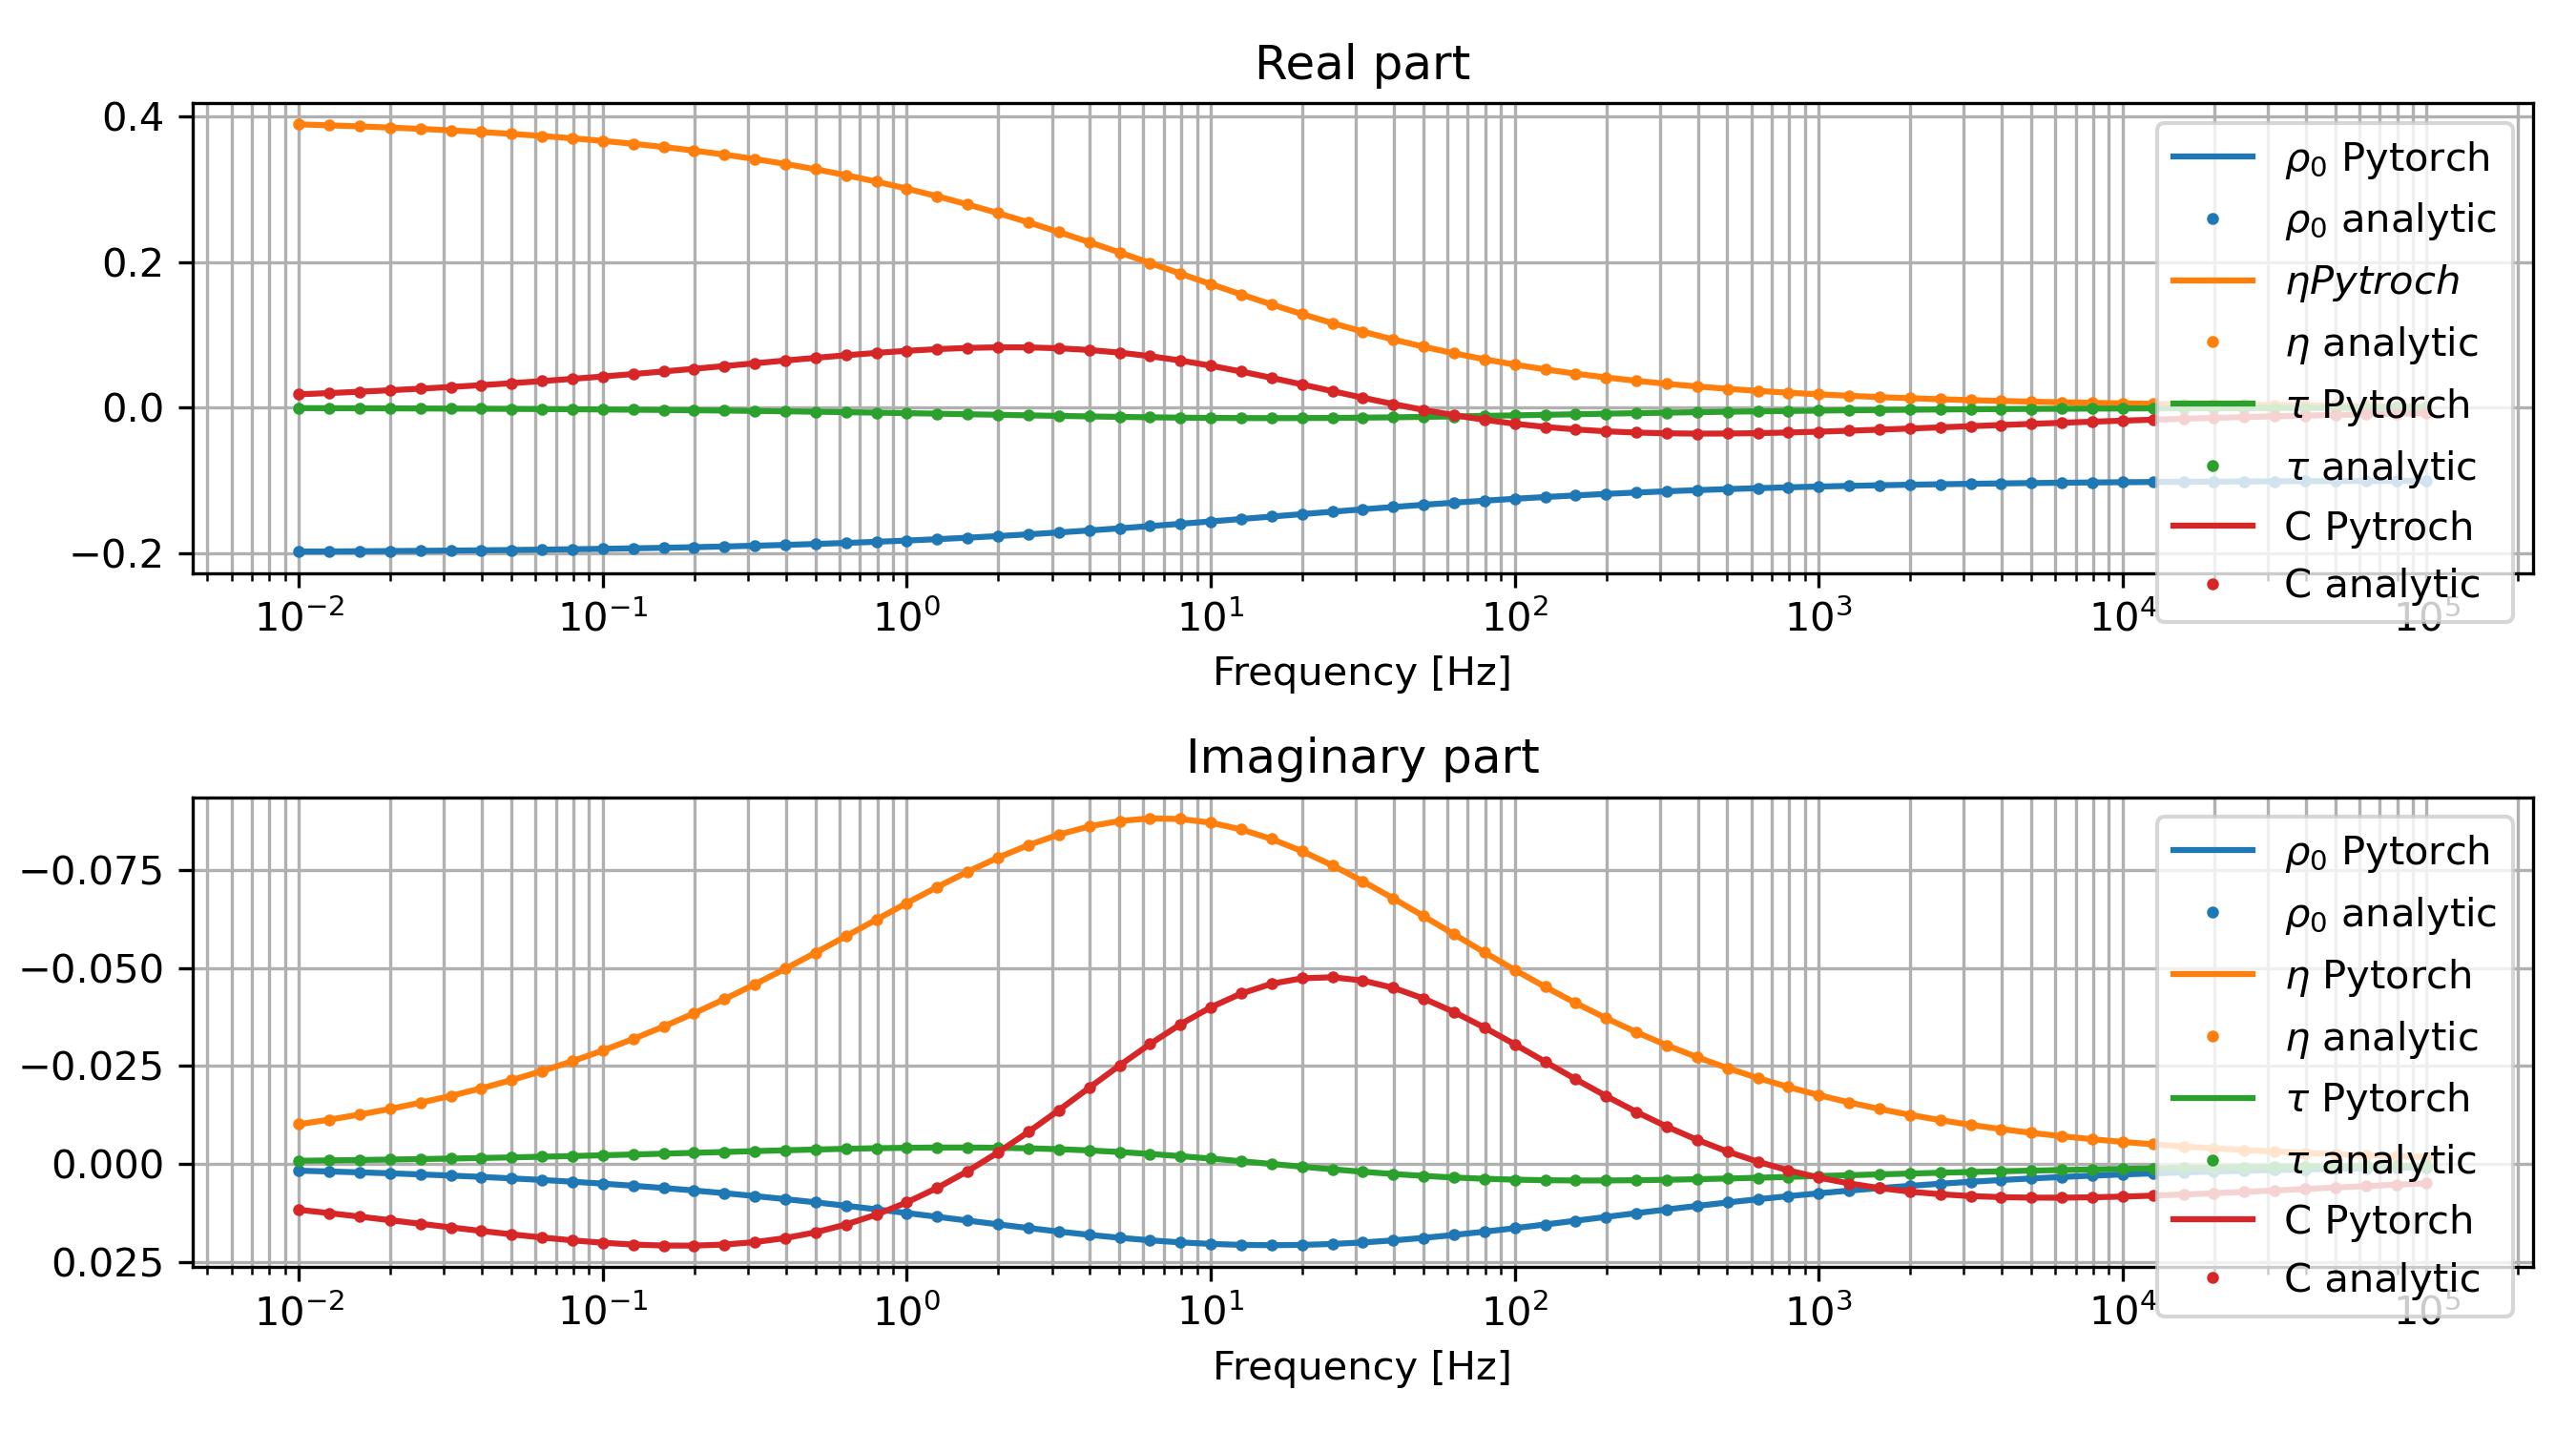 Real part
0.4
0.2
0.0
−0.2
ρ₀ Pytorch
ρ₀ analytic
ηPytroch
η analytic
τ Pytorch
τ analytic
C Pytroch
C analytic
10⁻² 10⁻¹ 10⁰ 10¹ 10² 10³ 10⁴ 10⁵
Frequency [Hz]
Imaginary part
−0.075
−0.050
−0.025
0.000
0.025
ρ₀ Pytorch
ρ₀ analytic
η Pytorch
η analytic
τ Pytorch
τ analytic
C Pytorch
C analytic
10⁻² 10⁻¹ 10⁰ 10¹ 10² 10³ 10⁴ 10⁵
Frequency [Hz]